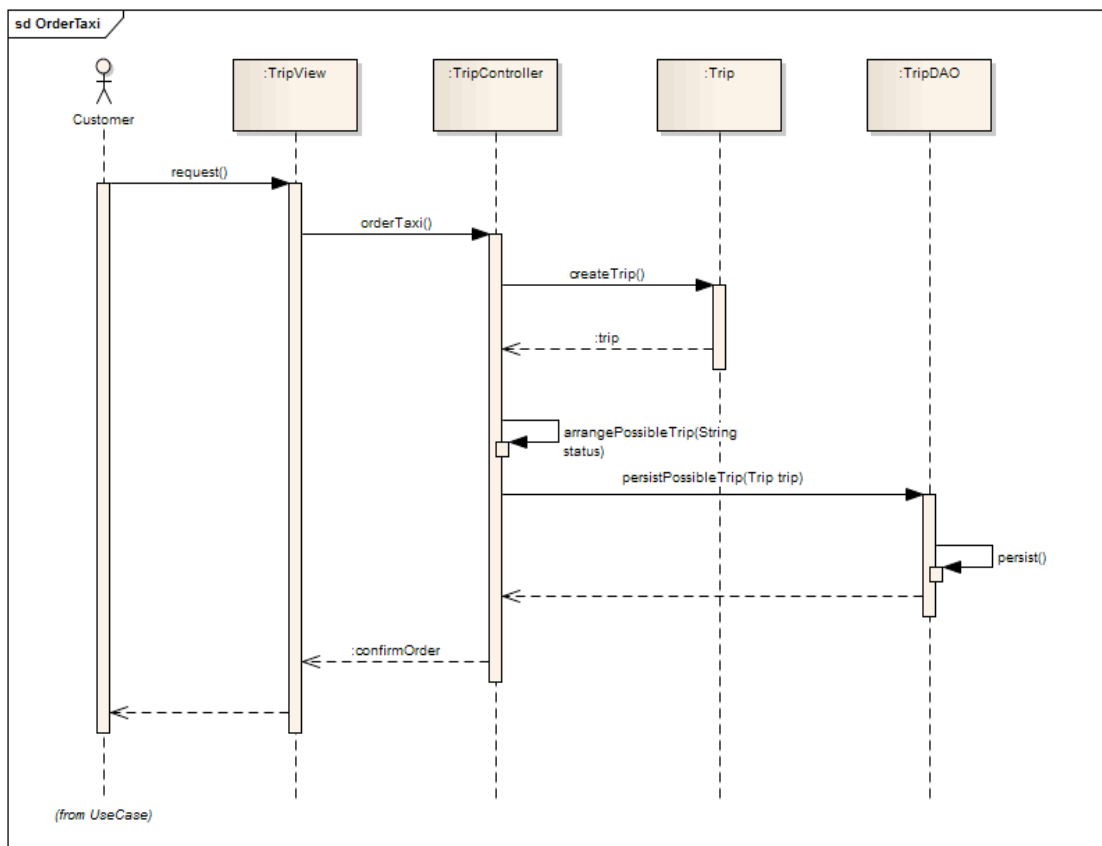 sd OrderTaxi
:TripView
:TripController
:Trip
:TripDAO
Customer
request()
orderTaxi()
createTrip()
:trip
arrangePossibleTrip(String
status)
persistPossibleTrip(Trip trip)
persist()
:confirmOrder
(from UseCase)